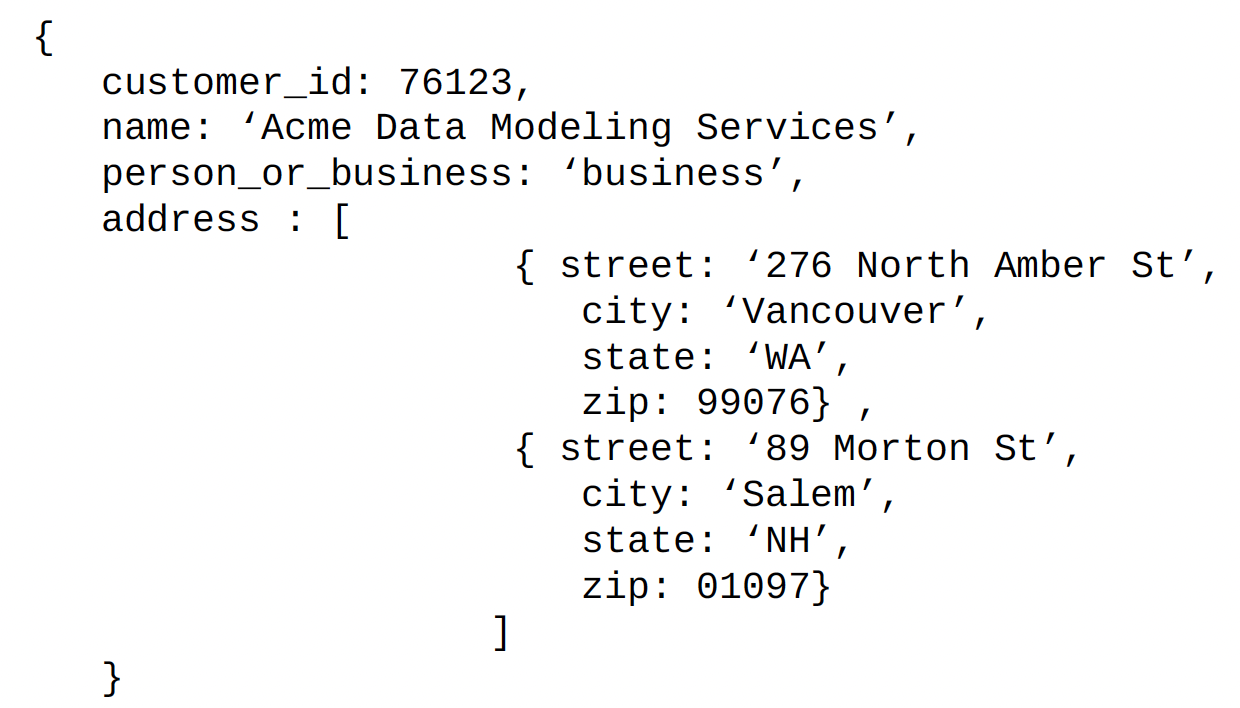 {
customer_id: 76123,
name: ‘Acme Data Modeling Services’,
person_or_business: ‘business’,
address : [
{ street: ‘276 North Amber St’,
city: ‘Vancouver’,
state: ‘WA’,
zip: 99076} ,
{ street: ‘89 Morton St’,
city: ‘Salem’,
state: ‘NH’,
zip: 01097}
]
}